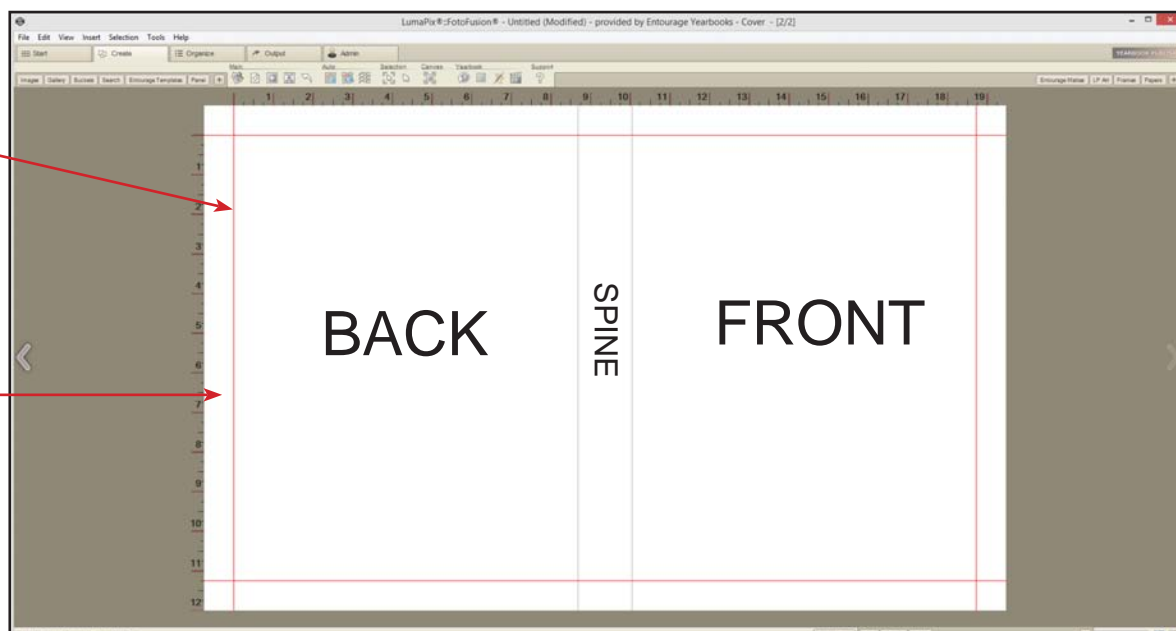 LumaPix®:FotoFusion® - Untitled (Modified) - provided by Entourage Yearbooks - Cover - [2/2]
File Edit View Insert Selection Tools Help
Start Create Organize Output Admin
Main Auto Selection Canvas Yearbook Support
Images Gallery Search Entourage Templates Panel +
LP Art Frames Papers
1 2 3 4 5 6 7 8 9 10 11 12 13 14 15 16 17 18 19
1
2
3
4
5
6
7
8
9
10
11
12
BACK
SPINE
FRONT